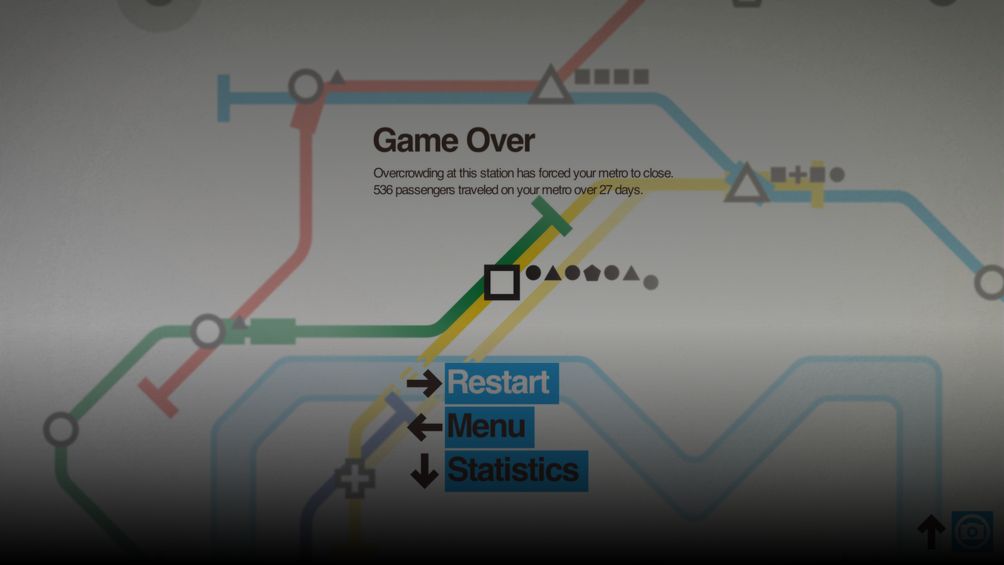 Game Over
Overcrowding at this station has forced your metro to close.
536 passengers traveled on your metro over 27 days.
Restart
Menu
Statistics